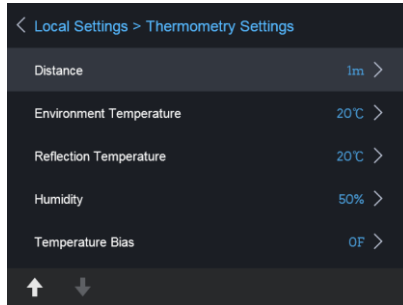 Local Settings > Thermometry Settings
Distance 1m
Environment Temperature 20℃
Reflection Temperature 20℃
Humidity 50%
Temperature Bias 0F